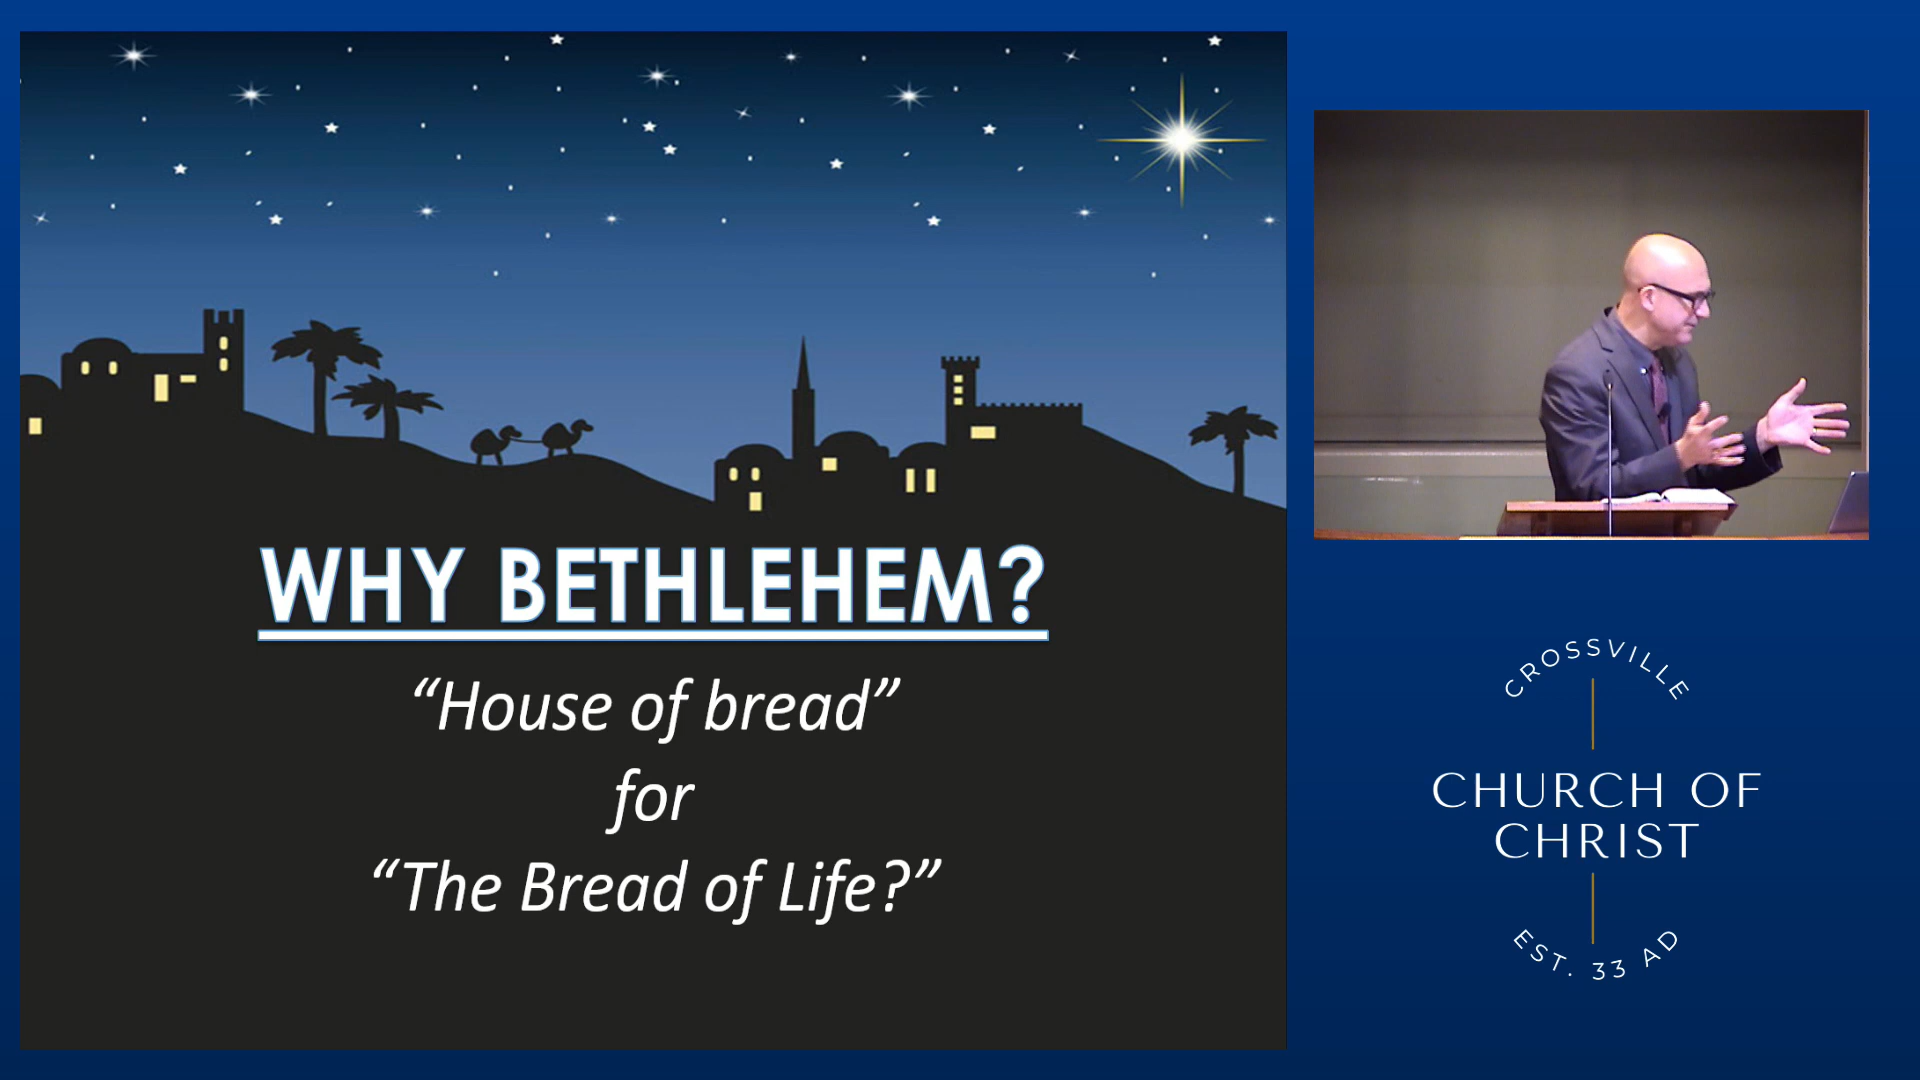 WHY BETHLEHEM?
“House of bread”
for
“The Bread of Life?”
CROSSVILLE
CHURCH OF
CHRIST
EST. 33 AD